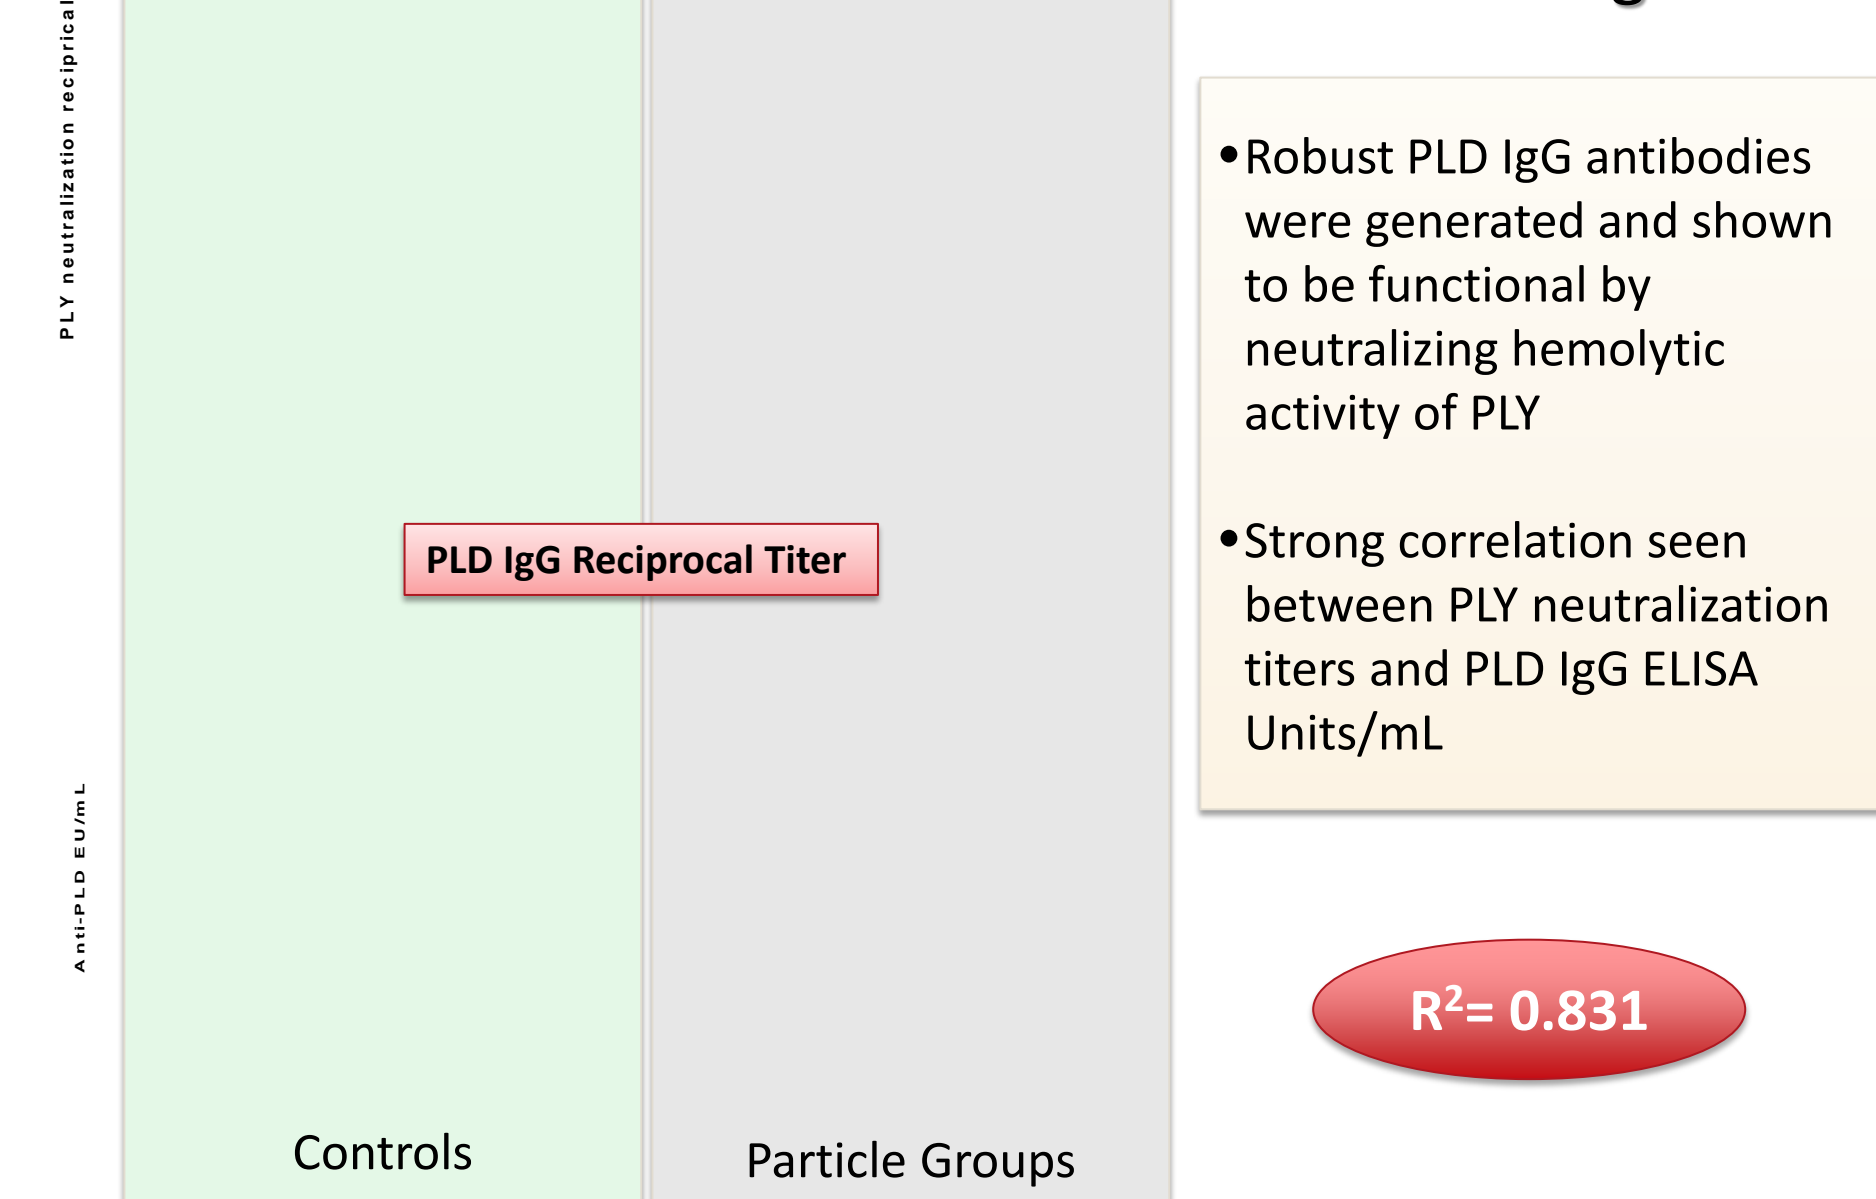 PLY neutralization reciprical
•Robust PLD IgG antibodies
were generated and shown
to be functional by
neutralizing hemolytic
activity of PLY
PLD IgG Reciprocal Titer
•Strong correlation seen
between PLY neutralization
titers and PLD IgG ELISA
Units/mL
Anti-PLD EU/mL
R²= 0.831
Controls
Particle Groups